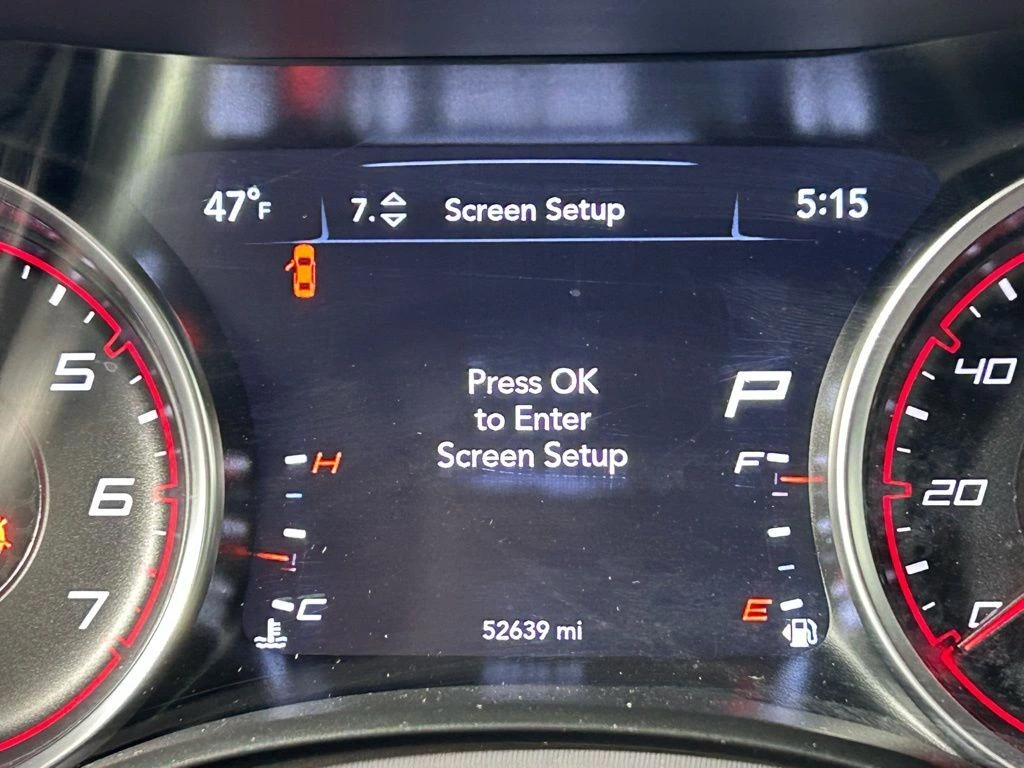 47°F
7. Screen Setup
5:15
Press OK
to Enter
Screen Setup
P
H
F
C
E
52639 mi
5
6
7
40
20
0